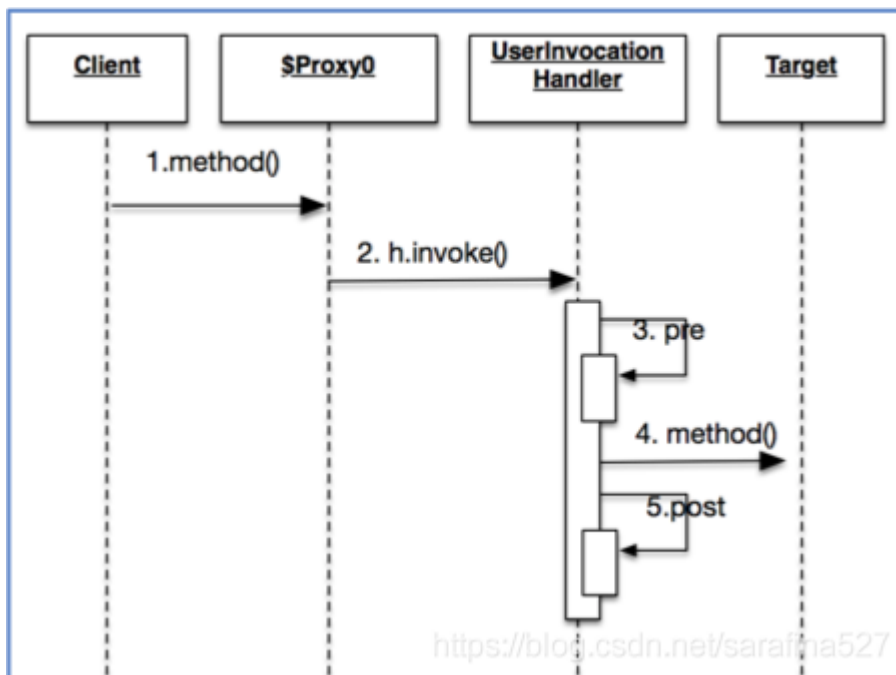 Client
$Proxy0
UserInvocation
Handler
Target
1.method()
2. h.invoke()
3. pre
4. method()
5.post
https://blog.csdn.net/sarafina527